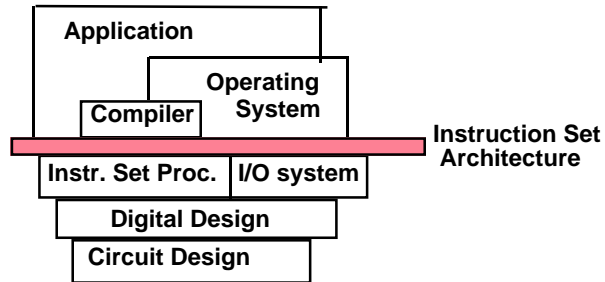 Application
Operating
System
Compiler
Instruction Set
Architecture
Instr. Set Proc.
I/O system
Digital Design
Circuit Design